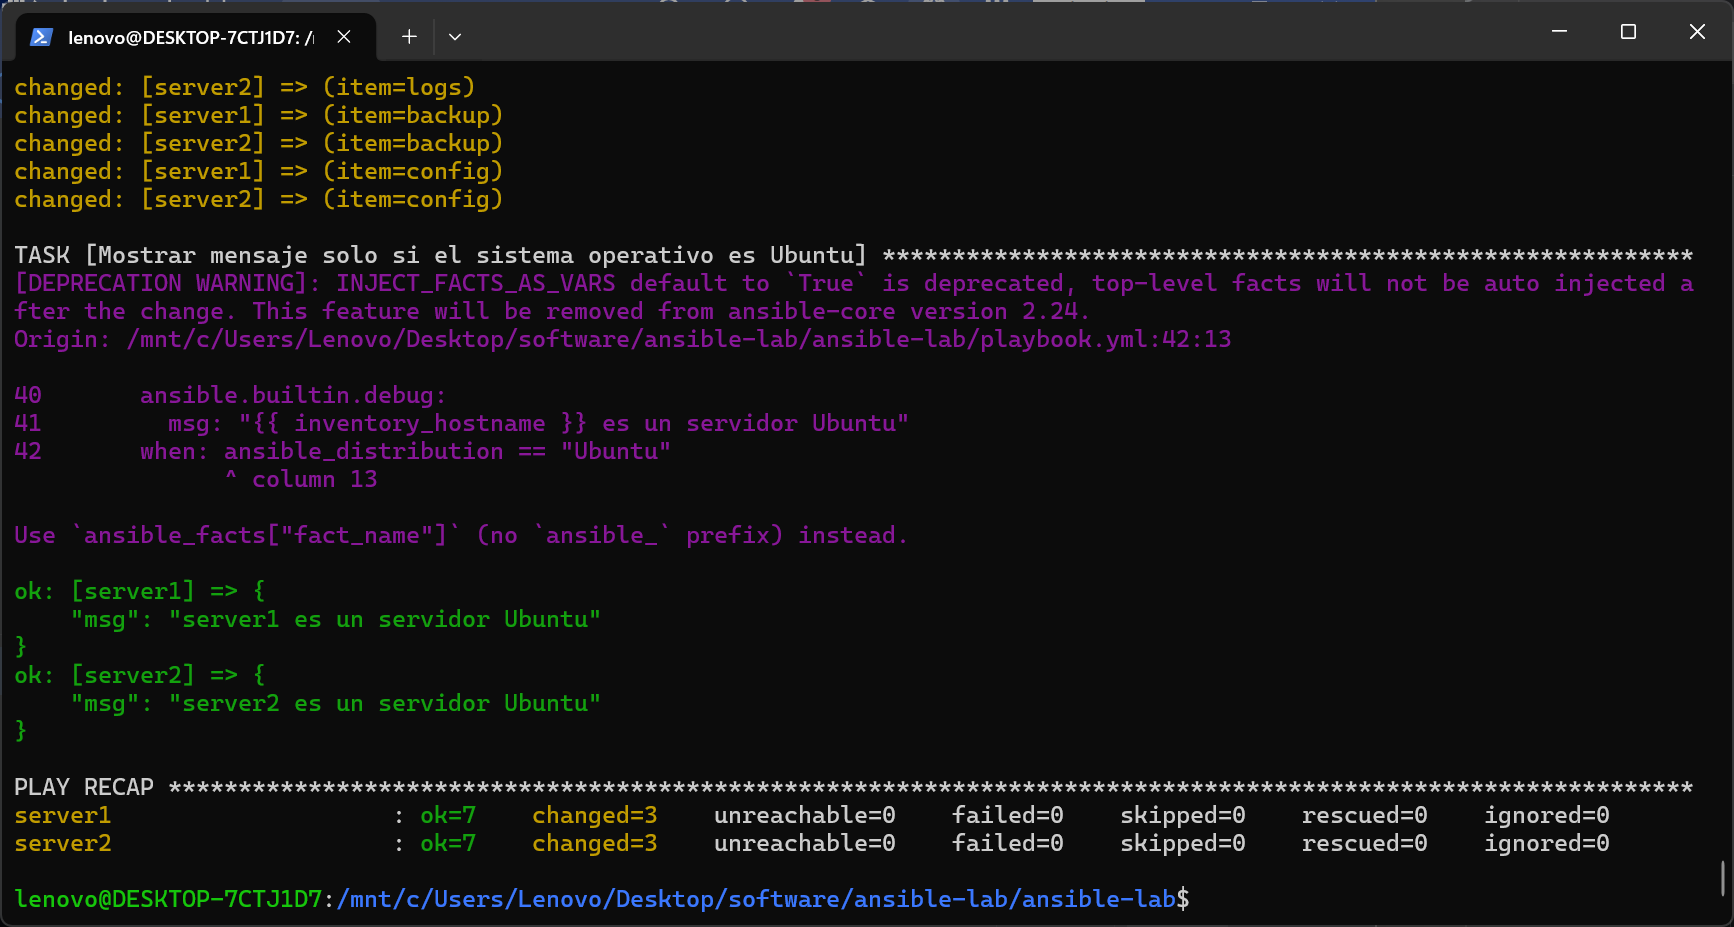 lenovo@DESKTOP-7CTJ1D7: /
changed: [server2] => (item=logs)
changed: [server1] => (item=backup)
changed: [server2] => (item=backup)
changed: [server1] => (item=config)
changed: [server2] => (item=config)
TASK [Mostrar mensaje solo si el sistema operativo es Ubuntu] **********************************************************
[DEPRECATION WARNING]: INJECT_FACTS_AS_VARS default to `True` is deprecated, top-level facts will not be auto injected a
fter the change. This feature will be removed from ansible-core version 2.24.
Origin: /mnt/c/Users/Lenovo/Desktop/software/ansible-lab/ansible-lab/playbook.yml:42:13
40       ansible.builtin.debug:
41         msg: "{{ inventory_hostname }} es un servidor Ubuntu"
42       when: ansible_distribution == "Ubuntu"
^ column 13
Use `ansible_facts["fact_name"]` (no `ansible_` prefix) instead.
ok: [server1] => {
    "msg": "server1 es un servidor Ubuntu"
}
ok: [server2] => {
    "msg": "server2 es un servidor Ubuntu"
}
PLAY RECAP *************************************************************************************************************
server1                    : ok=7    changed=3    unreachable=0    failed=0    skipped=0    rescued=0    ignored=0
server2                    : ok=7    changed=3    unreachable=0    failed=0    skipped=0    rescued=0    ignored=0
lenovo@DESKTOP-7CTJ1D7:/mnt/c/Users/Lenovo/Desktop/software/ansible-lab/ansible-lab$